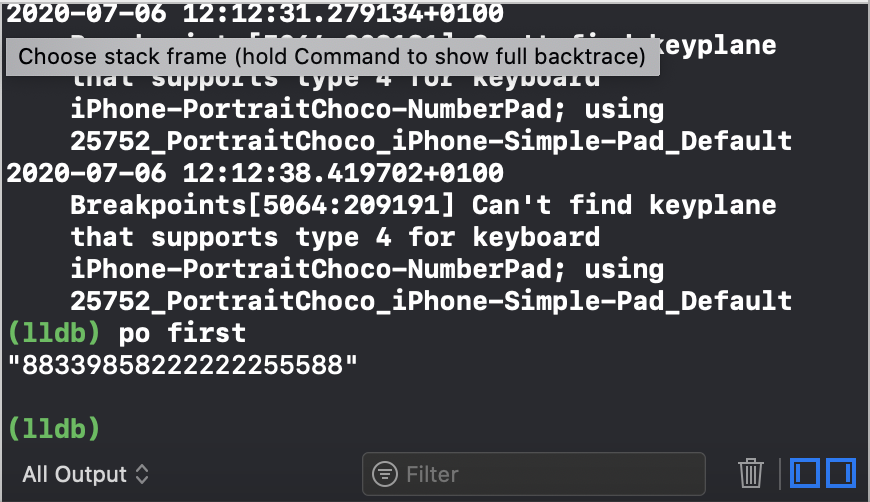 2020-07-06 12:12:31.279134+0100
Choose stack frame (hold Command to show full backtrace)
keyplane
that supports type 4 for keyboard
iPhone-PortraitChoco-NumberPad; using
25752_PortraitChoco_iPhone-Simple-Pad_Default
2020-07-06 12:12:38.419702+0100
Breakpoints[5064:209191] Can't find keyplane
that supports type 4 for keyboard
iPhone-PortraitChoco-NumberPad; using
25752_PortraitChoco_iPhone-Simple-Pad_Default
(lldb) po first
"88339858222222255588"
(lldb)
All Output
Filter